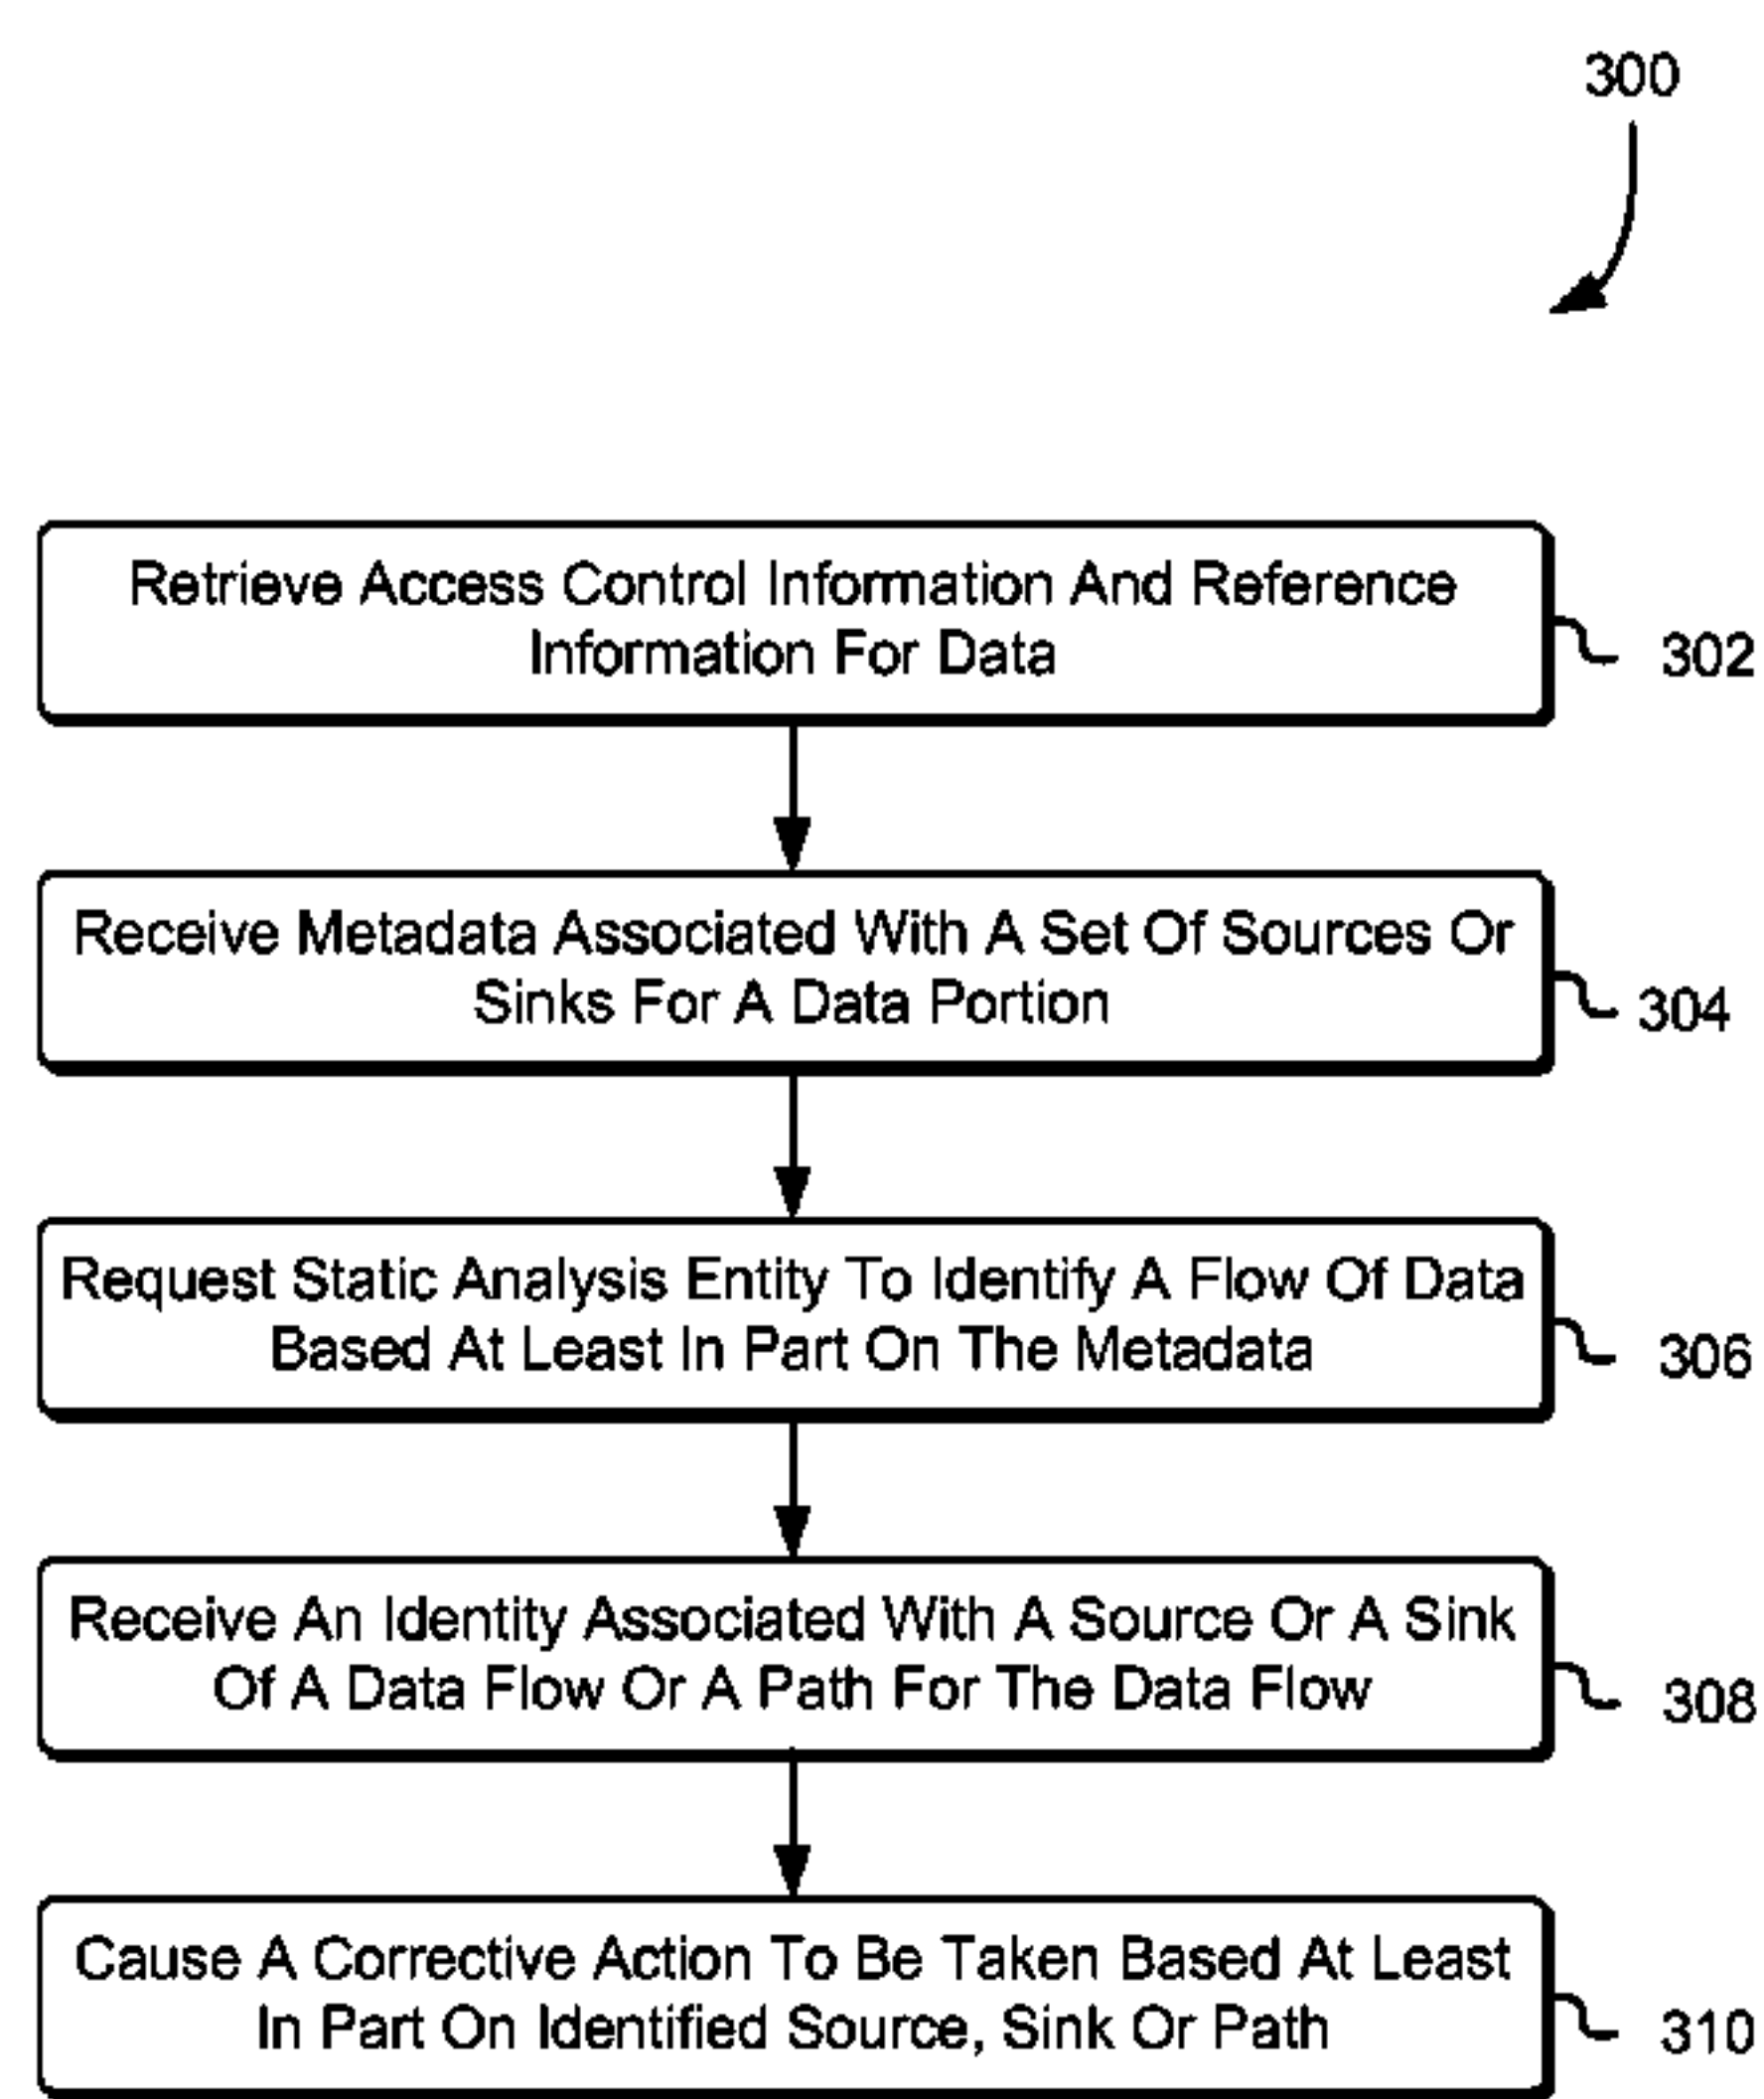 300
Retrieve Access Control Information And Reference
Information For Data
302
Receive Metadata Associated With A Set Of Sources Or
Sinks For A Data Portion
304
Request Static Analysis Entity To Identify A Flow Of Data
Based At Least In Part On The Metadata
306
Receive An Identity Associated With A Source Or A Sink
Of A Data Flow Or A Path For The Data Flow
308
Cause A Corrective Action To Be Taken Based At Least
In Part On Identified Source, Sink Or Path
310